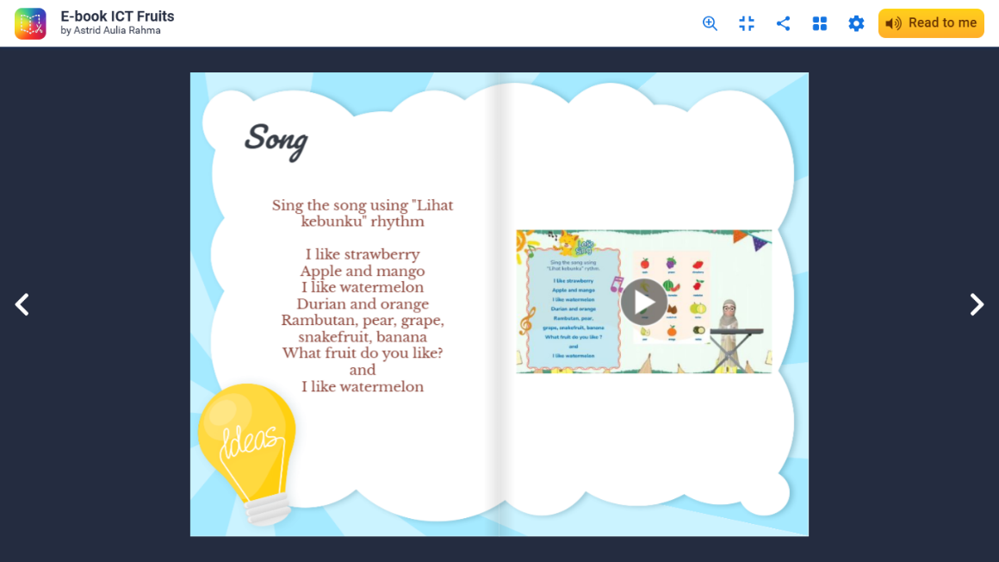 E-book ICT Fruits
by Astrid Aulia Rahma
Read to me
Song
Sing the song using "Lihat
kebunku" rhythm
I like strawberry
Apple and mango
I like watermelon
Durian and orange
Rambutan, pear, grape,
snakefruit, banana
What fruit do you like?
and
I like watermelon
Ideas
Let's
Sing
Sing the song using
"Lihat kebunku" rythm.
I like strawberry
Apple and mango
I like watermelon
Durian and orange
Rambutan, pear,
grape, snakefruit, banana
What fruit do you like ?
and
I like watermelon